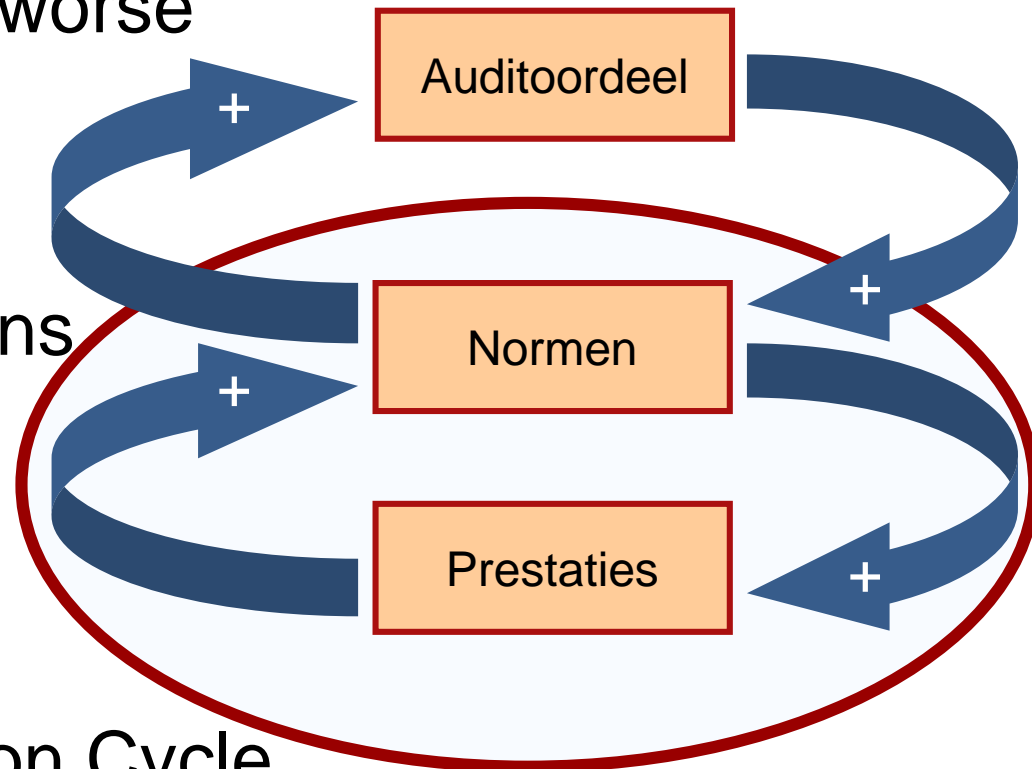 worse
Auditoordeel
+
+
ns
Normen
+
Prestaties
+
on Cycle